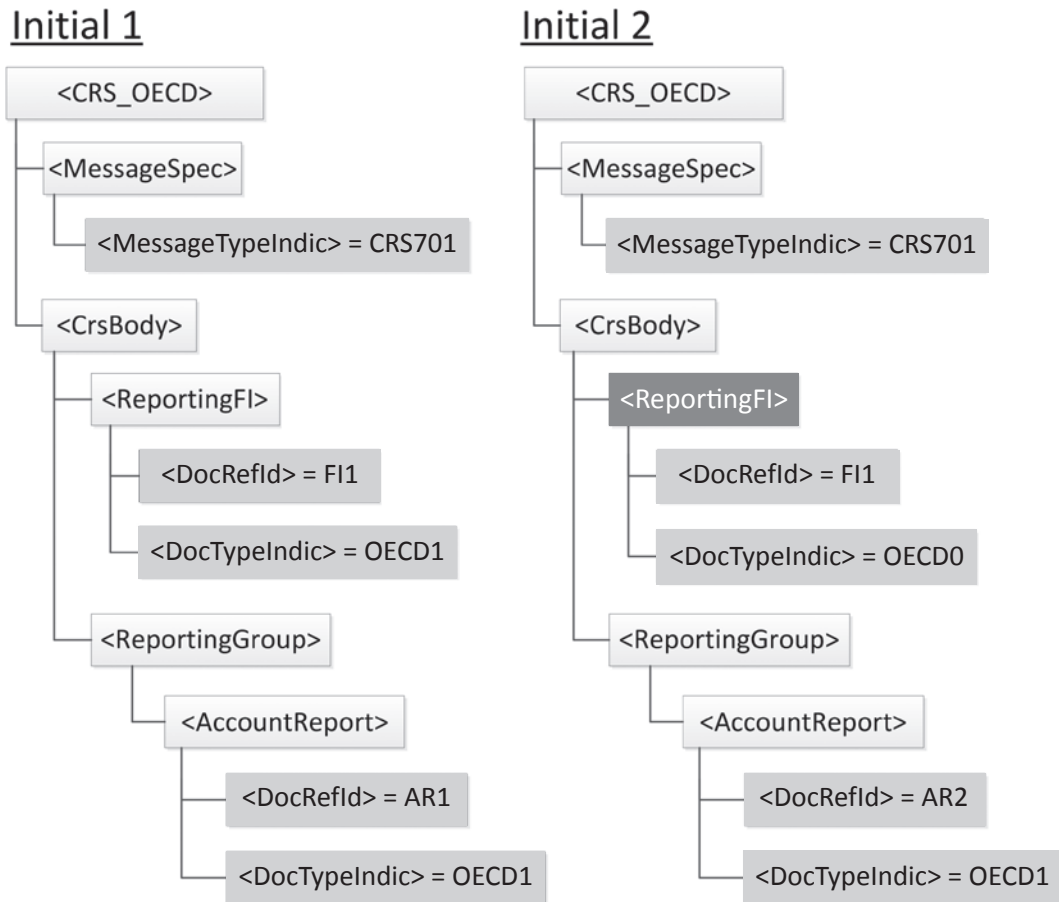 Initial 1
<CRS_OECD>
<MessageSpec>
<MessageTypeIndic> = CRS701
<CrsBody>
<ReportingFI>
<DocRefId> = FI1
<DocTypeIndic> = OECD1
<ReportingGroup>
<AccountReport>
<DocRefId> = AR1
<DocTypeIndic> = OECD1
Initial 2
<CRS_OECD>
<MessageSpec>
<MessageTypeIndic> = CRS701
<CrsBody>
<ReportingFI>
<DocRefId> = FI1
<DocTypeIndic> = OECD0
<ReportingGroup>
<AccountReport>
<DocRefId> = AR2
<DocTypeIndic> = OECD1